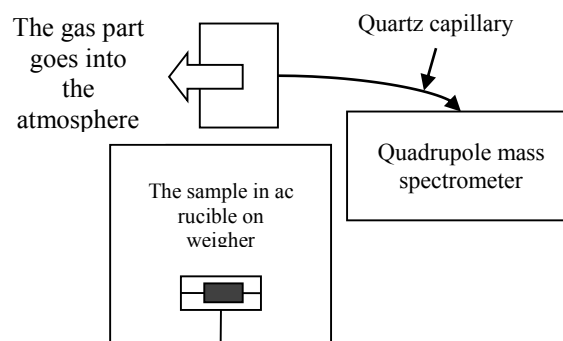 The gas part
goes into
the
atmosphere
Quartz capillary
Quadrupole mass
spectrometer
The sample in ac
rucible on
weigher